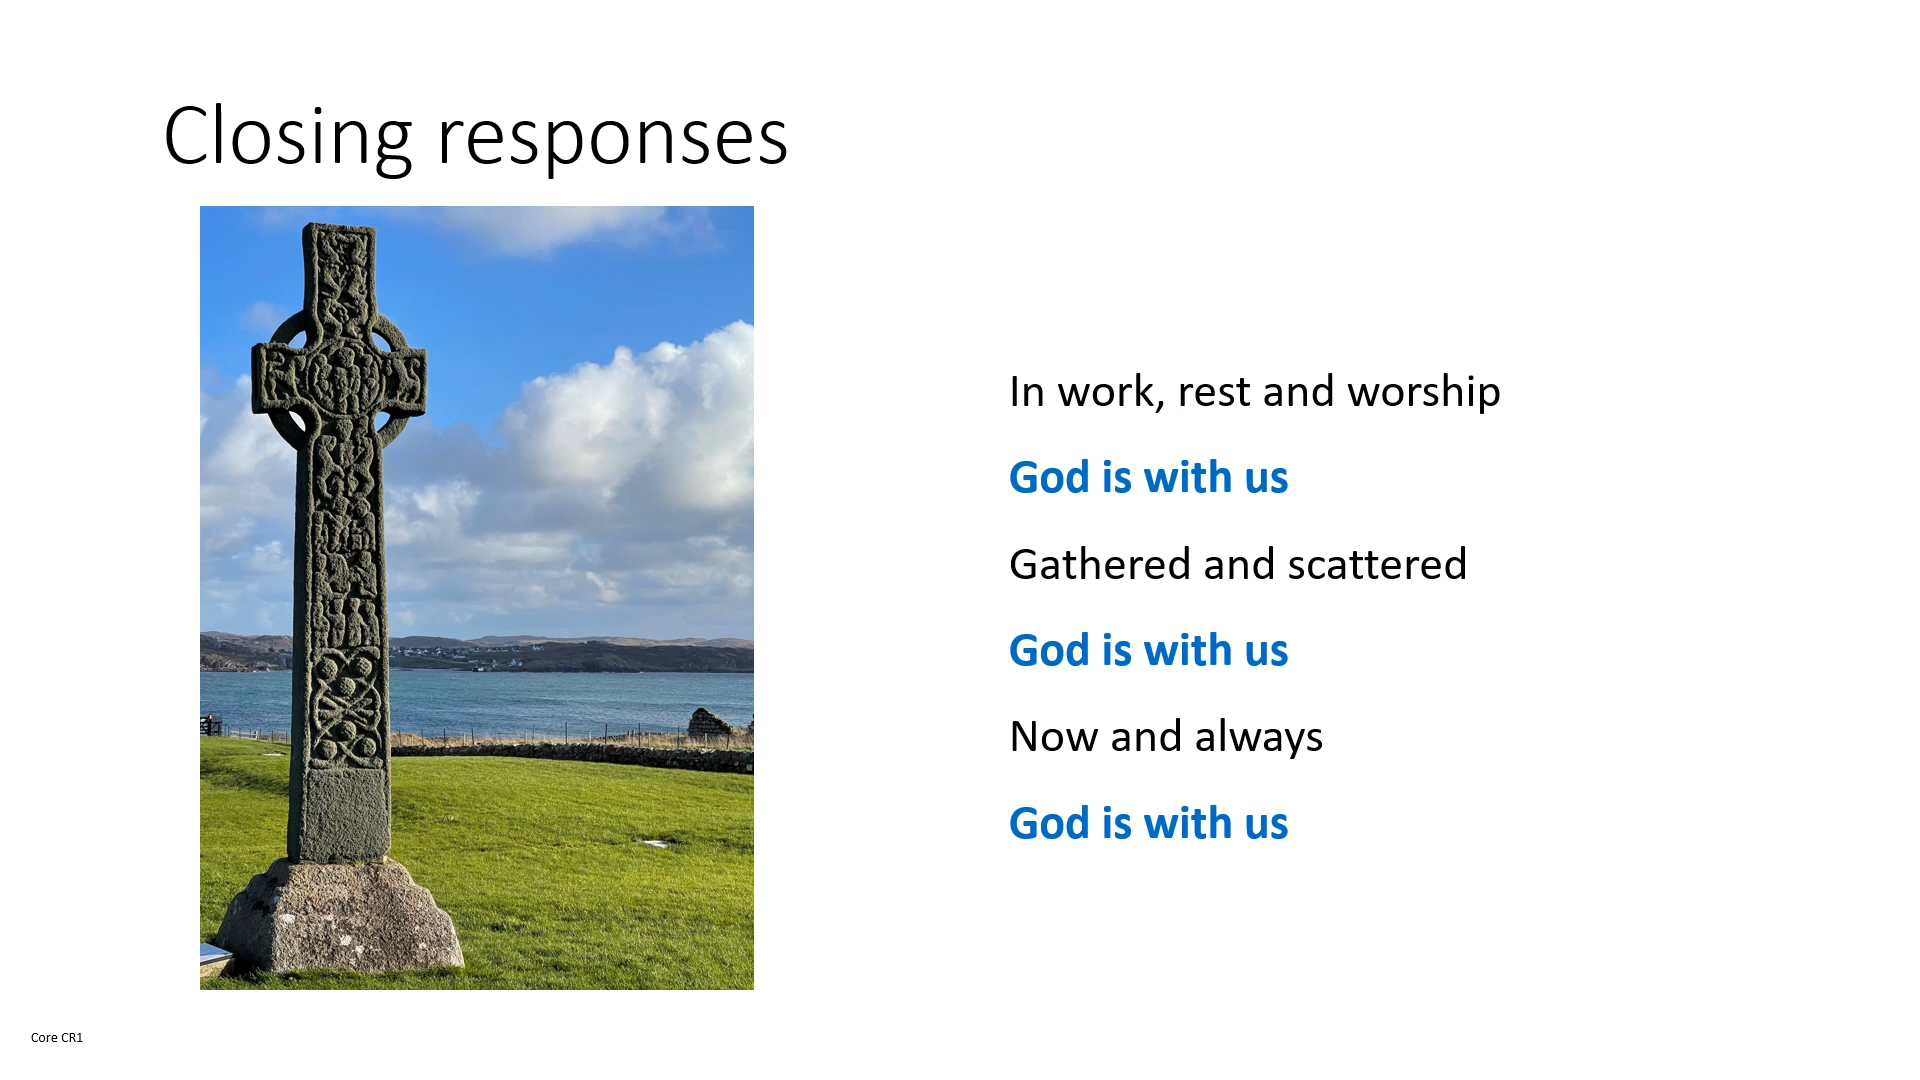 Closing responses
In work, rest and worship
God is with us
Gathered and scattered
God is with us
Now and always
God is with us
Core CR1